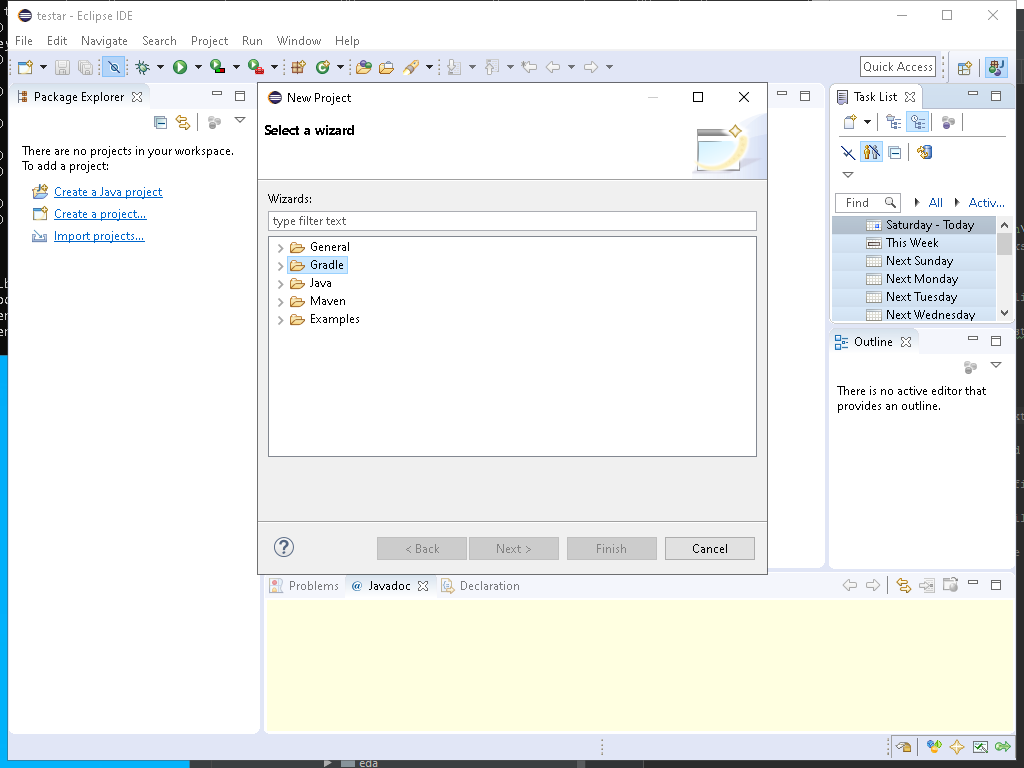 testar - Eclipse IDE
File Edit Navigate Search Project Run Window Help
Quick Access
Package Explorer
There are no projects in your workspace.
To add a project:
Create a Java project
Create a project...
Import projects...
New Project
Select a wizard
Wizards:
type filter text
General
Gradle
Java
Maven
Examples
?
< Back Next > Finish Cancel
Task List
Find All Activ...
Saturday - Today
This Week
Next Sunday
Next Monday
Next Tuesday
Next Wednesday
Outline
There is no active editor that
provides an outline.
Problems @ Javadoc Declaration
eda